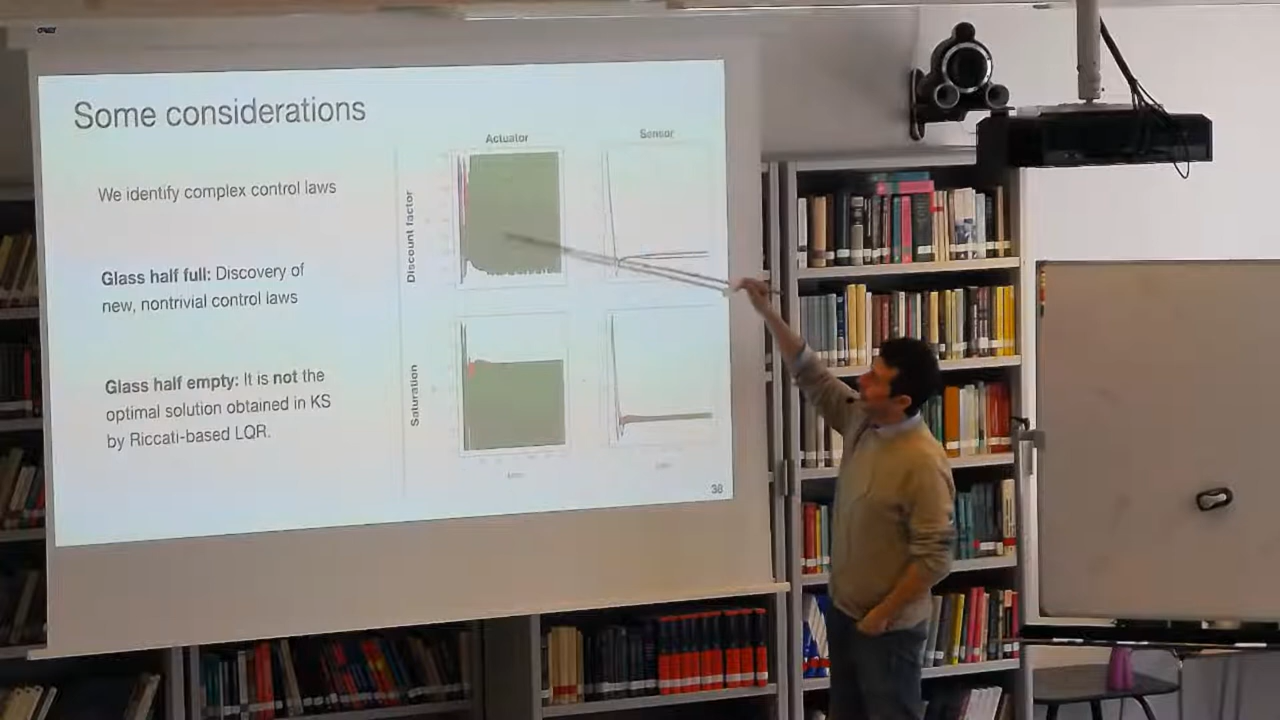 Some considerations
We identify complex control laws
Glass half full: Discovery of
new, nontrivial control laws
Glass half empty: It is not the
optimal solution obtained in KS
by Riccati-based LQR.
Actuator
Sensor
Discount factor
Saturation
38